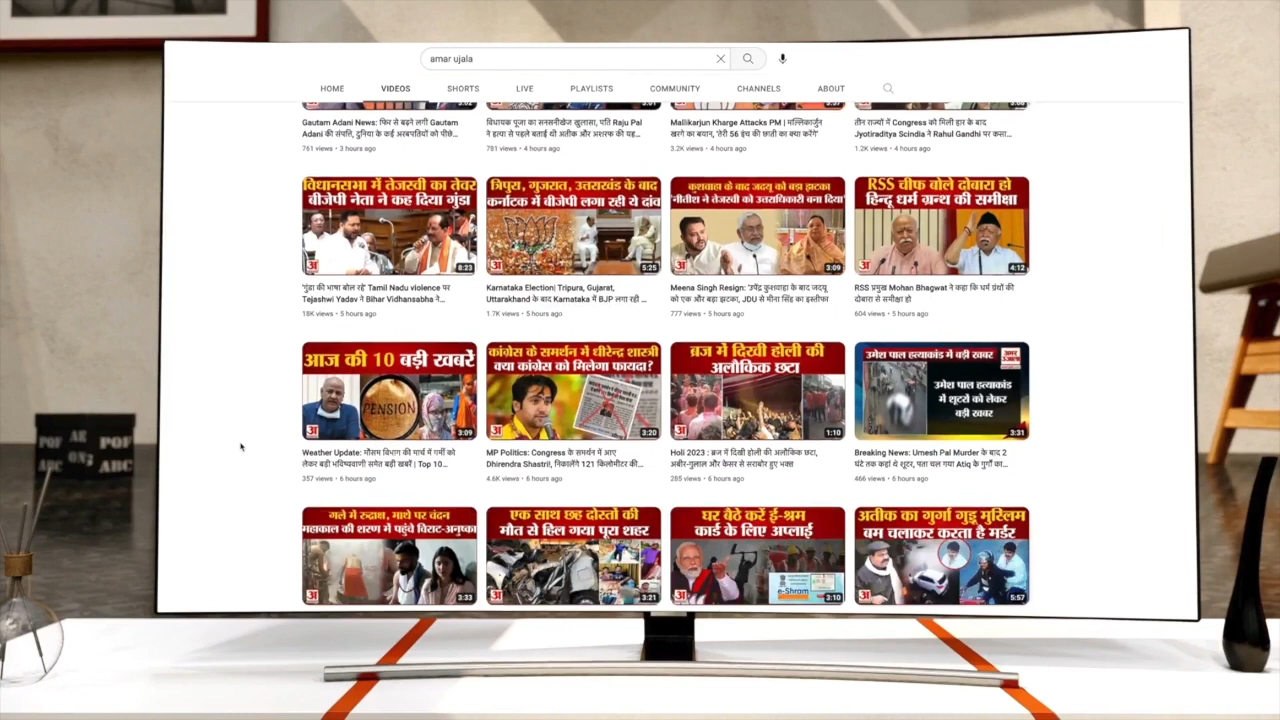 amar ujala
HOME VIDEOS SHORTS LIVE PLAYLISTS COMMUNITY CHANNELS ABOUT
Gautam Adani News: फिर से बढ़ने लगी Gautam
Adani की संपत्ति, दुनिया के कई अरबपतियों को पीछे...
761 views • 3 hours ago
विधायक पूजा का सनसनीखेज खुलासा, पति Raju Pal
ने हत्या से पहले बताई थी अतीक और अशरफ की यह...
781 views • 4 hours ago
Mallikarjun Kharge Attacks PM | मल्लिकार्जुन
खरगे का बयान, 'तेरी 56 इंच की छाती का क्या करेंगे'
3.2K views • 4 hours ago
तीन राज्यों में Congress को मिली हार के बाद
Jyotiraditya Scindia ने Rahul Gandhi पर कसा...
1.2K views • 4 hours ago
विधानसभा में तेजस्वी का तेवर
बीजेपी नेता ने कह दिया गुंडा
अ
8:23
'गुंडा की भाषा बोल रहे' Tamil Nadu violence पर
Tejashwi Yadav ने Bihar Vidhansabha ने...
18K views • 5 hours ago
त्रिपुरा, गुजरात, उत्तराखंड के बाद
कर्नाटक में बीजेपी लगा रही ये दांव
अ
5:25
Karnataka Election| Tripura, Gujarat,
Uttarakhand के बाद Karnataka में BJP लगा रही ...
1.7K views • 5 hours ago
कुशवाहा के बाद जदयू को बड़ा झटका
'नीतीश ने तेजस्वी को उत्तराधिकारी बना दिया'
अ
3:09
Meena Singh Resign: 'उपेंद्र कुशवाहा के बाद जदयू
को एक और बड़ा झटका, JDU से मीना सिंह का इस्तीफा
777 views • 5 hours ago
RSS चीफ बोले दोबारा हो
हिन्दू धर्म ग्रन्थ की समीक्षा
अ
4:12
RSS प्रमुख Mohan Bhagwat ने कहा कि धर्म ग्रंथों की
दोबारा से समीक्षा हो
604 views • 5 hours ago
आज की 10 बड़ी खबरें
PENSION
अ
3:09
Weather Update: मौसम विभाग की मार्च में गर्मी को
लेकर बड़ी भविष्यवाणी समेत बड़ी खबरें | Top 10...
357 views • 6 hours ago
कांग्रेस के समर्थन में धीरेन्द्र शास्त्री
क्या कांग्रेस को मिलेगा फायदा?
अ
3:20
MP Politics: Congress के समर्थन में आए
Dhirendra Shastri!, निकालेंगे 121 किलोमीटर की...
4.6K views • 6 hours ago
ब्रज में दिखी होली की
अलौकिक छटा
अ
1:10
Holi 2023 : ब्रज में दिखी होली की अलौकिक छटा,
अबीर-गुलाल और केसर से सराबोर हुए भक्त
285 views • 6 hours ago
उमेश पाल हत्याकांड में बड़ी खबर
अमर उजाला
उमेश पाल हत्याकांड
में शूटरों को लेकर
बड़ी खबर
3:31
Breaking News: Umesh Pal Murder के बाद 2
घंटे तक कहां थे शूटर, पता चल गया Atiq के गुर्गों का...
466 views • 6 hours ago
गले में रुद्राक्ष, माथे पर चंदन
महाकाल की शरण में पहुंचे विराट-अनुष्का
अ
3:33
एक साथ छह दोस्तों की
मौत से हिल गया पूरा शहर
अ
3:21
घर बैठे करें ई-श्रम
कार्ड के लिए अप्लाई
e-Shram
अ
3:10
अतीक का गुर्गा गुड्डू मुस्लिम
बम चलाकर करता है मर्डर
अ
5:57